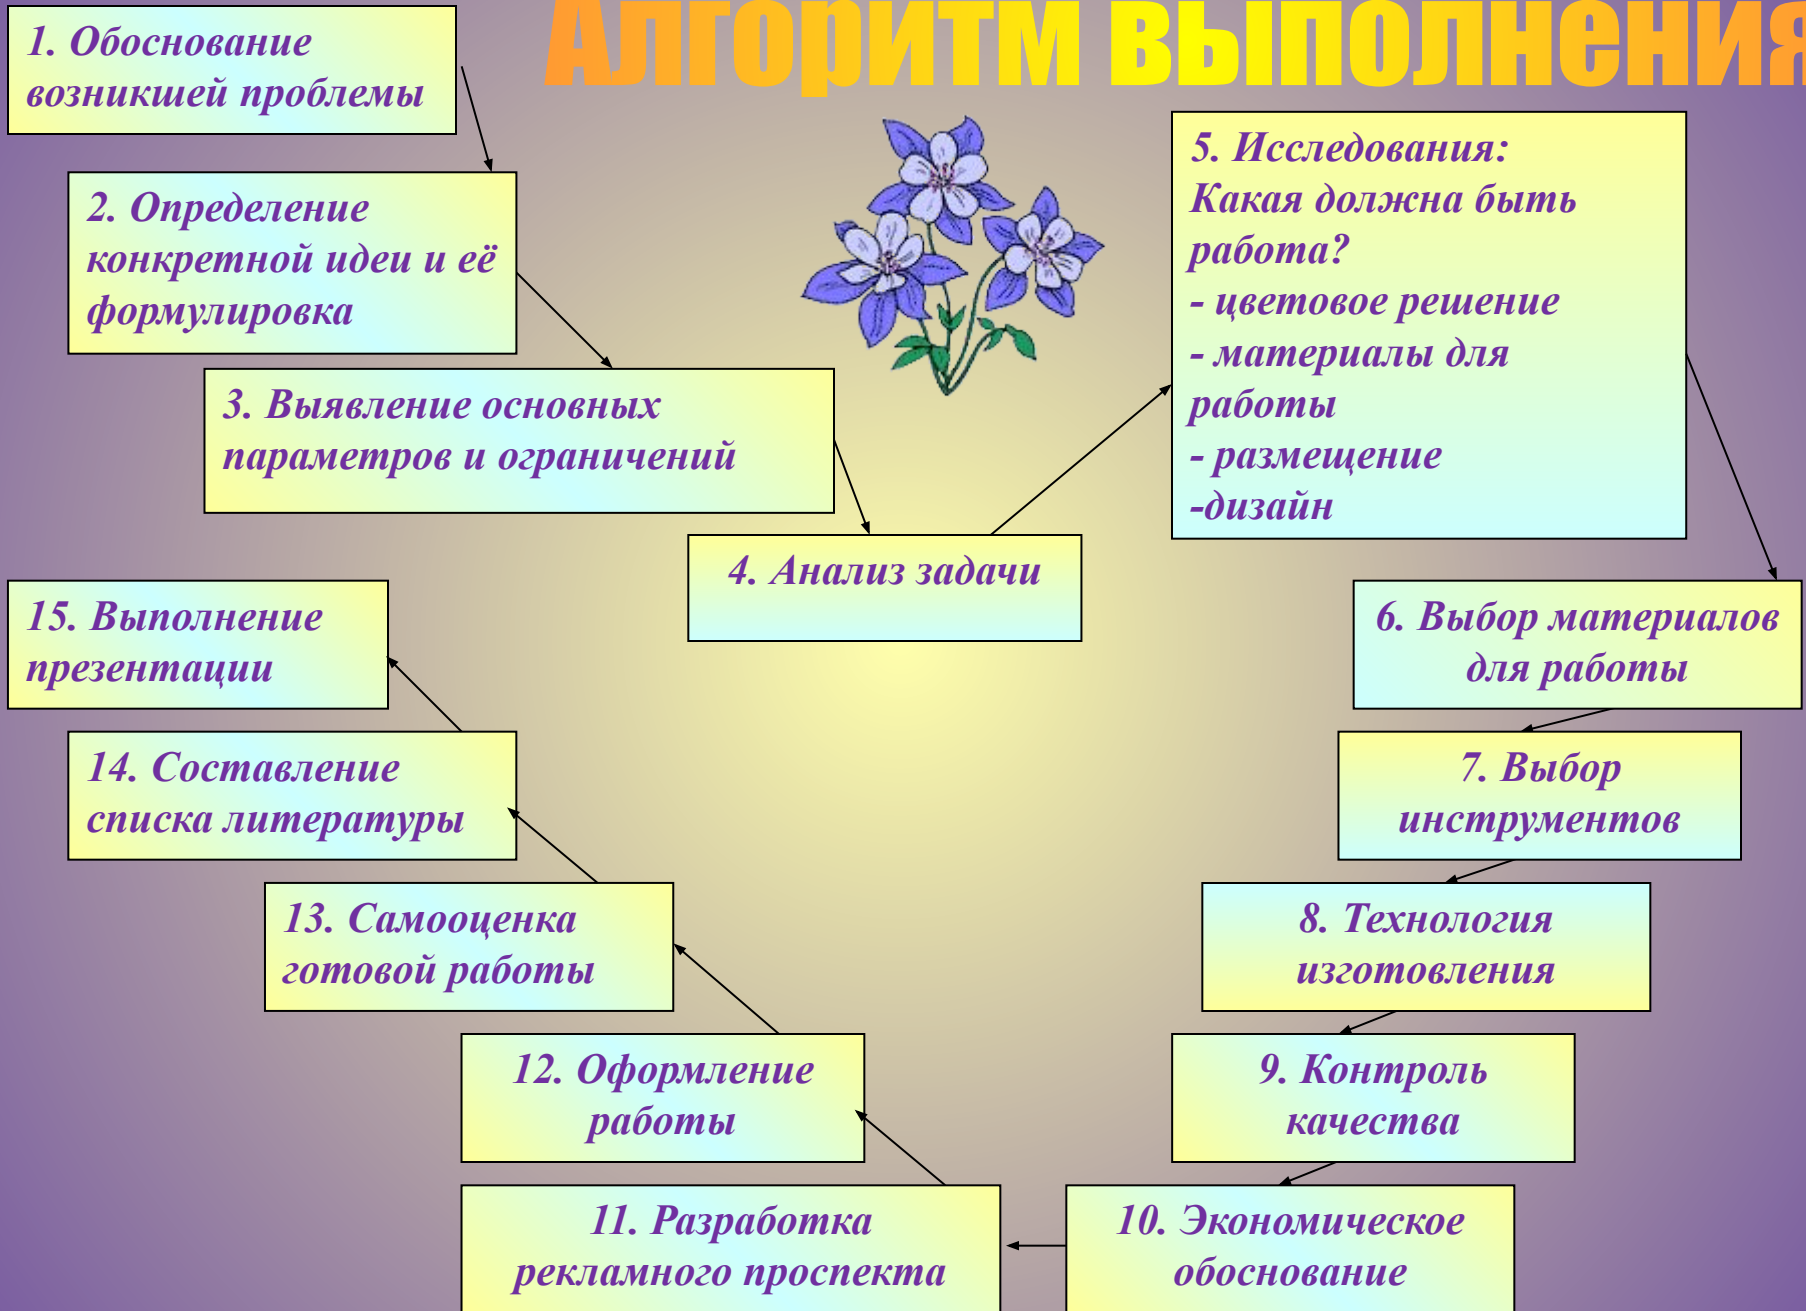 Алгоритм выполнения
1. Обоснование
возникшей проблемы
2. Определение
конкретной идеи и её
формулировка
3. Выявление основных
параметров и ограничений
4. Анализ задачи
5. Исследования:
Какая должна быть
работа?
- цветовое решение
- материалы для
работы
- размещение
-дизайн
6. Выбор материалов
для работы
7. Выбор
инструментов
8. Технология
изготовления
9. Контроль
качества
10. Экономическое
обоснование
11. Разработка
рекламного проспекта
12. Оформление
работы
13. Самооценка
готовой работы
14. Составление
списка литературы
15. Выполнение
презентации